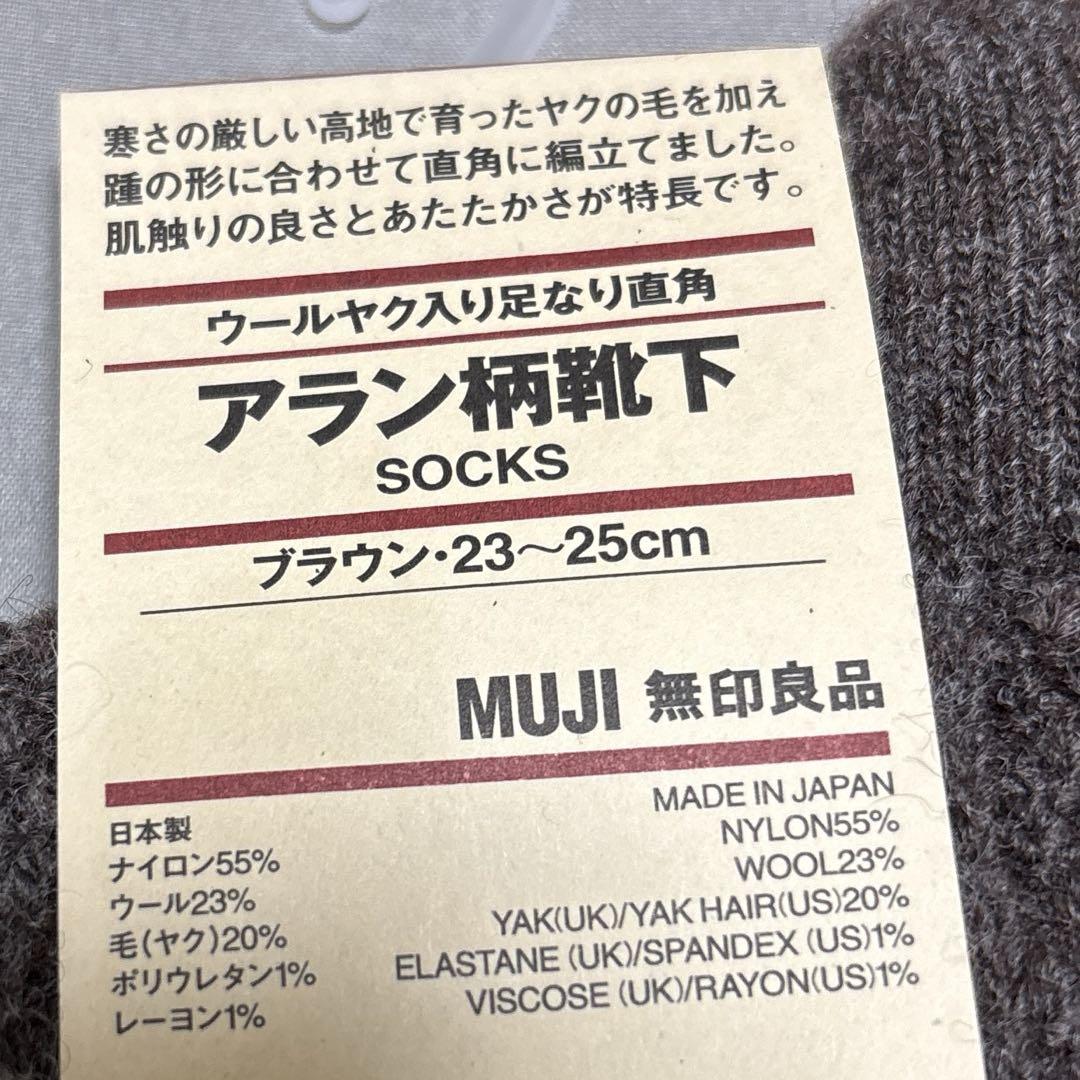 寒さの厳しい高地で育ったヤクの毛を加え
踵の形に合わせて直角に編立てました。
肌触りの良さとあたたかさが特長です。
ウールヤク入り足なり直角
アラン柄靴下
SOCKS
ブラウン・23～25cm
MUJI 無印良品
日本製
ナイロン55%
ウール23%
毛(ヤク)20%
ポリウレタン1%
レーヨン1%
MADE IN JAPAN
NYLON55%
WOOL23%
YAK(UK)/YAK HAIR(US)20%
ELASTANE (UK)/SPANDEX (US)1%
VISCOSE (UK)/RAYON(US)1%